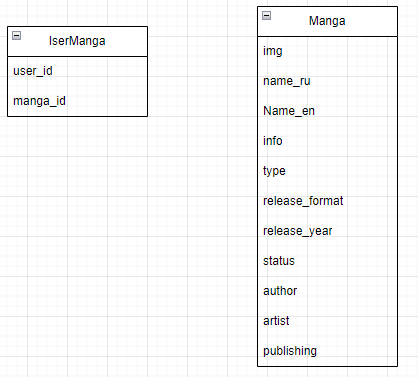 IserManga
user_id
manga_id
Manga
img
name_ru
Name_en
info
type
release_format
release_year
status
author
artist
publishing